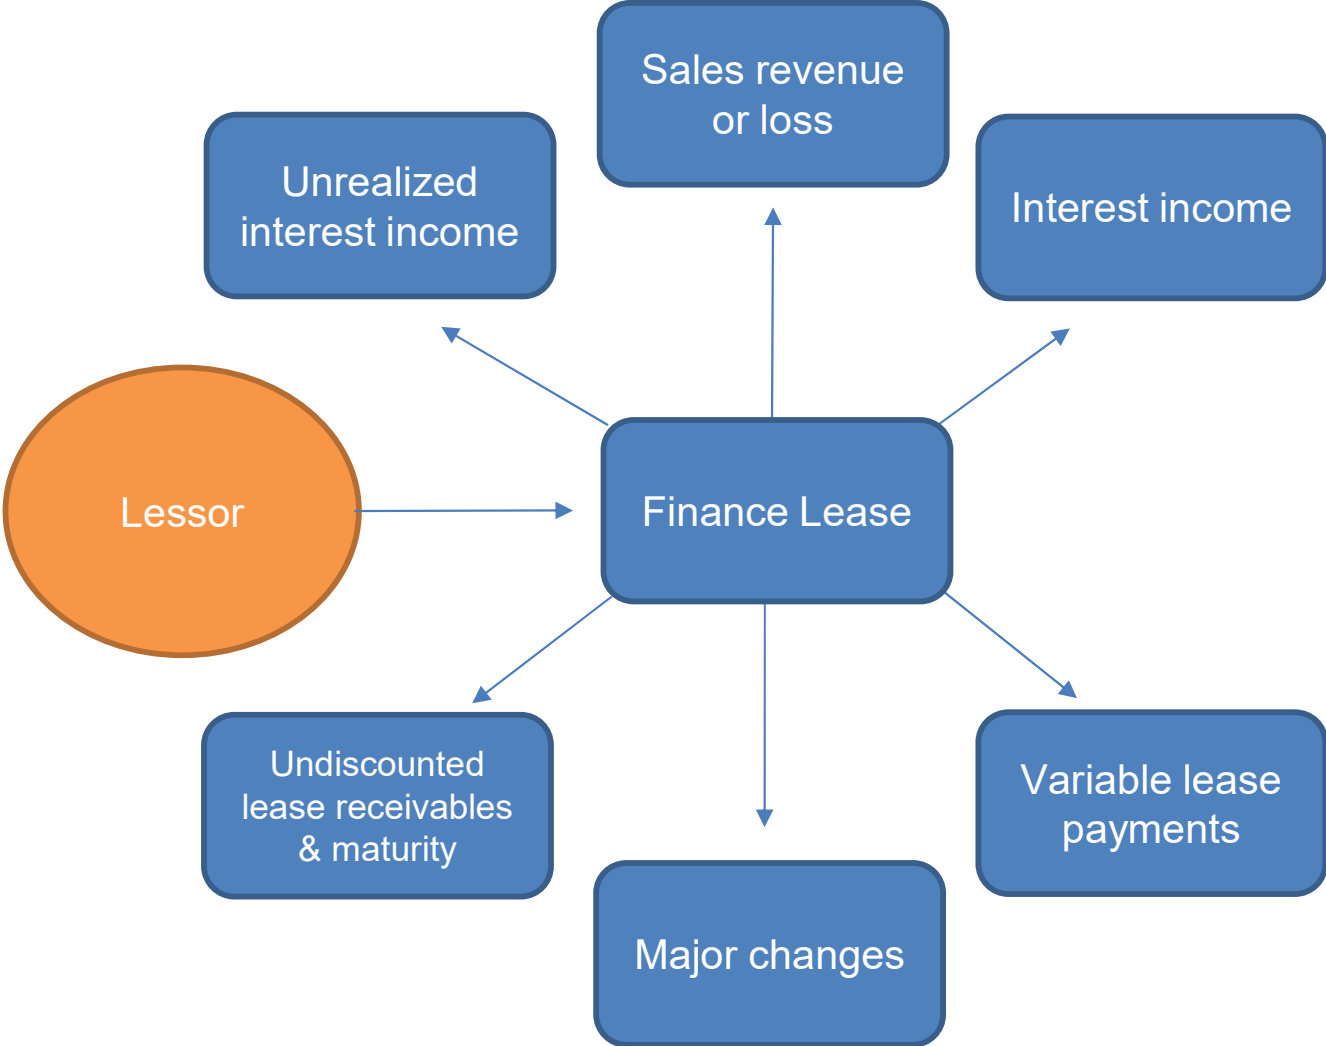 Sales revenue
or loss
Unrealized
interest income
Interest income
Lessor
Finance Lease
Undiscounted
lease receivables
& maturity
Variable lease
payments
Major changes